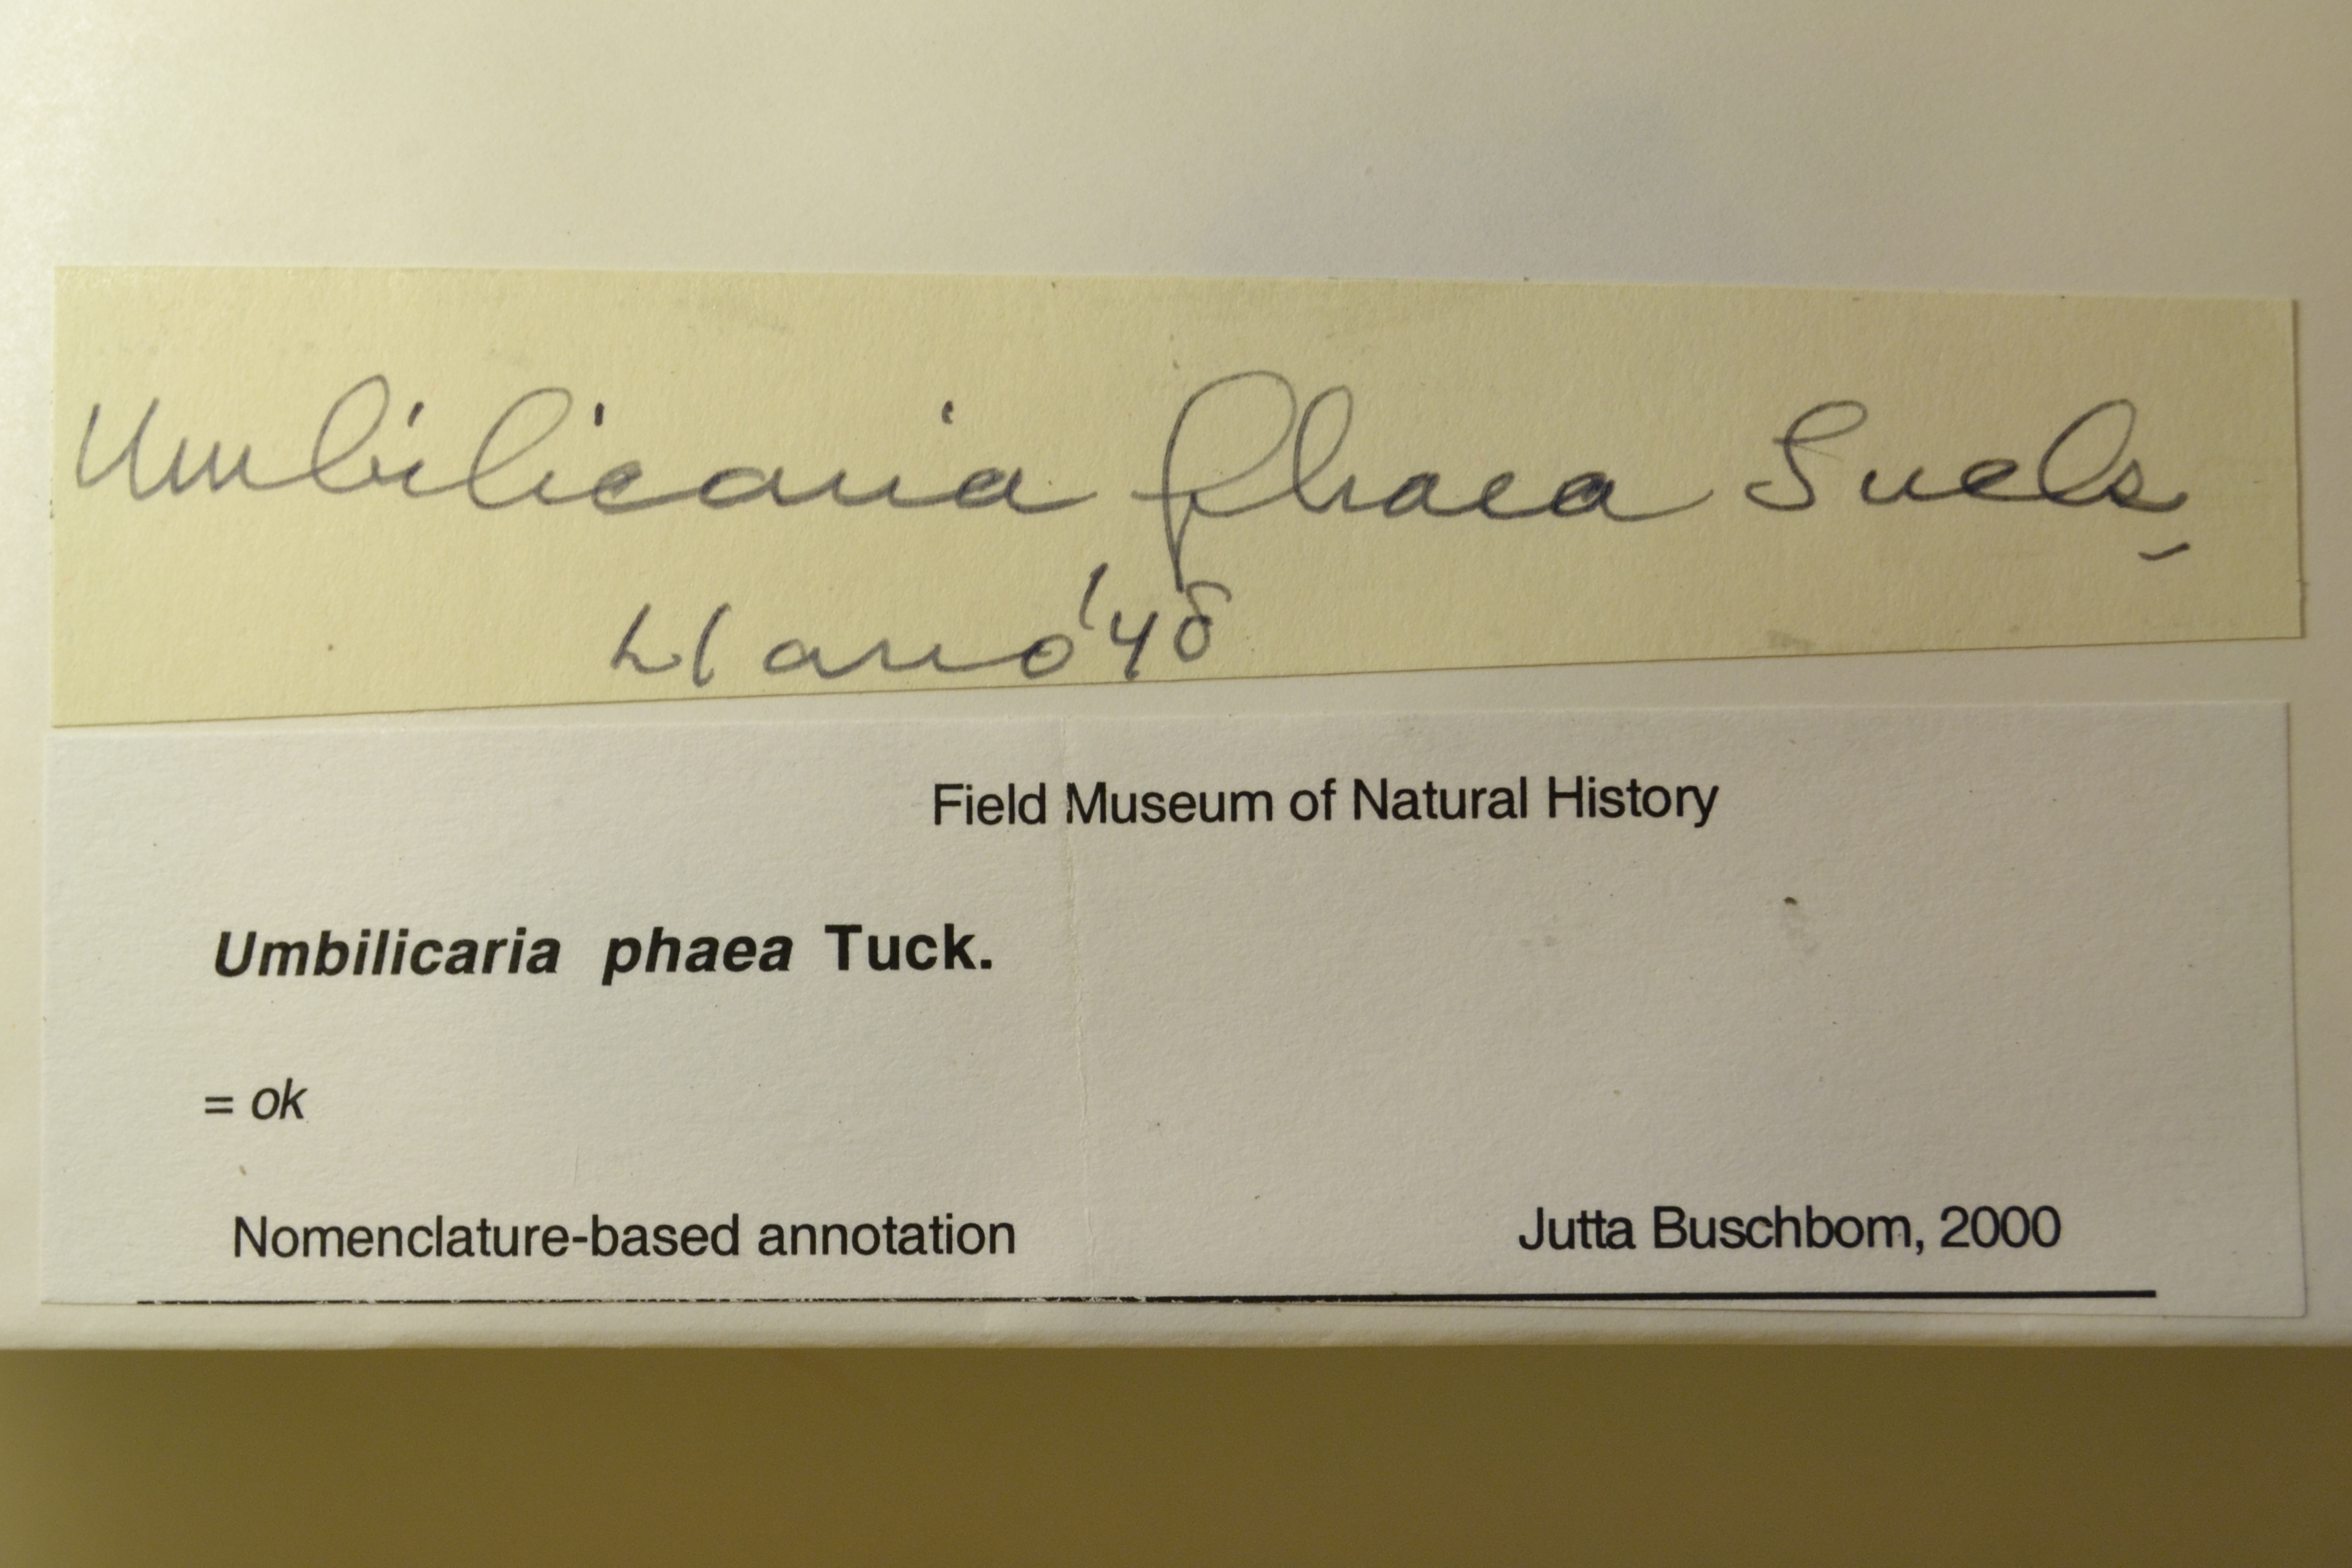 Umbilicaria phaea Tuck
Llano '48
Field Museum of Natural History
Umbilicaria phaea Tuck.
= ok
Nomenclature-based annotation
Jutta Buschbom, 2000